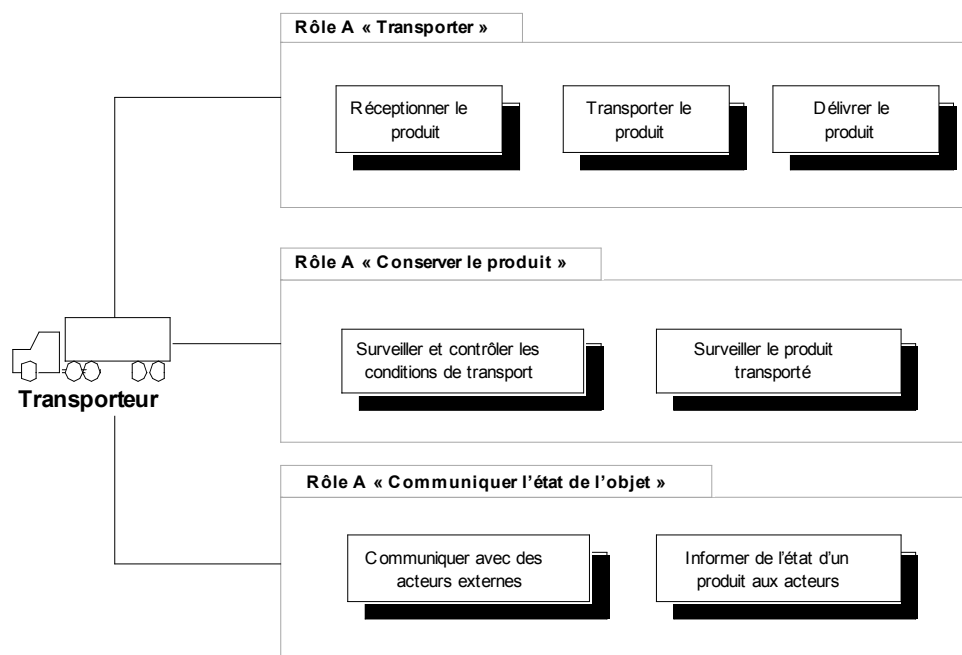 Rôle A « Transporter »
Réceptionner le
produit
Transporter le
produit
Délivrer le
produit
Rôle A « Conserver le produit »
Surveiller et contrôler les
conditions de transport
Surveiller le produit
transporté
Transporteur
Rôle A « Communiquer l’état de l’objet »
Communiquer avec des
acteurs externes
Informer de l’état d’un
produit aux acteurs